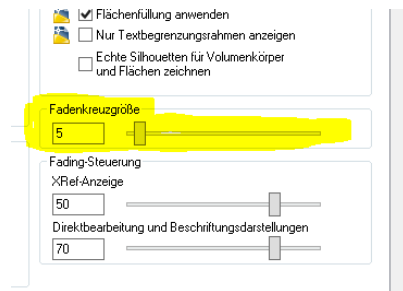 Flächenfüllung anwenden
Nur Textbegrenzungsrahmen anzeigen
Echte Silhouetten für Volumenkörper
und Flächen zeichnen
Fadenkreuzgröße
5
Fading-Steuerung
XRef-Anzeige
50
Direktbearbeitung und Beschriftungsdarstellungen
70